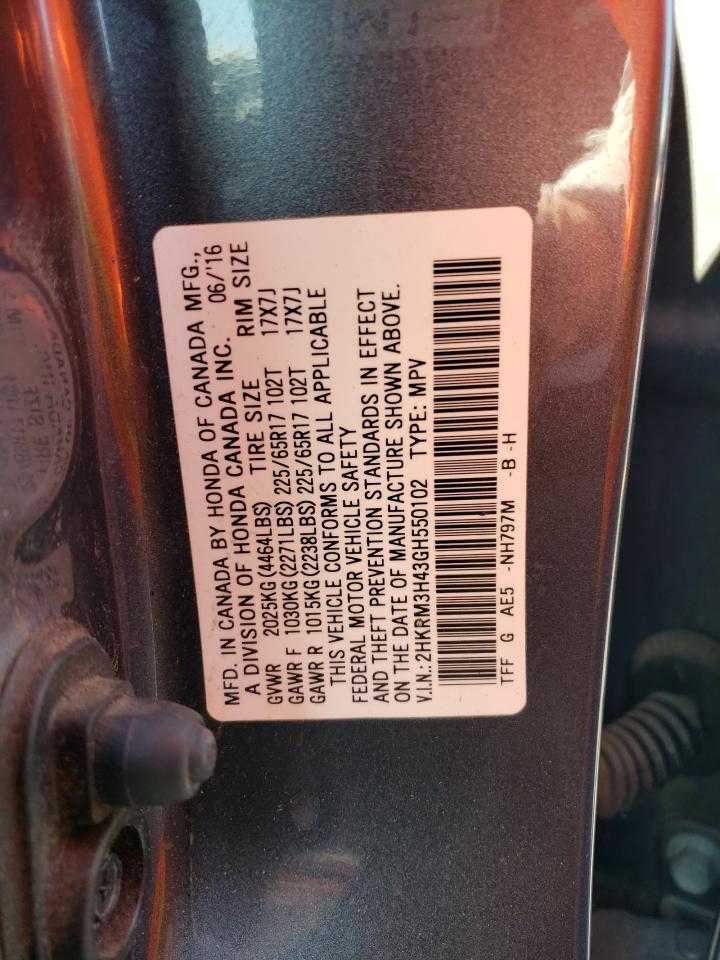 MFD. IN CANADA BY HONDA OF CANADA MFG.,
A DIVISION OF HONDA CANADA INC. 06/'16
GVWR 2025KG(4464LBS) TIRE SIZE RIM SIZE
GAWR F 1030KG(2271LBS) 225/65R17 102T 17X7J
GAWR R 1015KG(2238LBS) 225/65R17 102T 17X7J
THIS VEHICLE CONFORMS TO ALL APPLICABLE
FEDERAL MOTOR VEHICLE SAFETY
AND THEFT PREVENTION STANDARDS IN EFFECT
ON THE DATE OF MANUFACTURE SHOWN ABOVE.
V.I.N.: 2HKRM3H43GH550102 TYPE: MPV
TFF G AE5 -NH797M -B -H